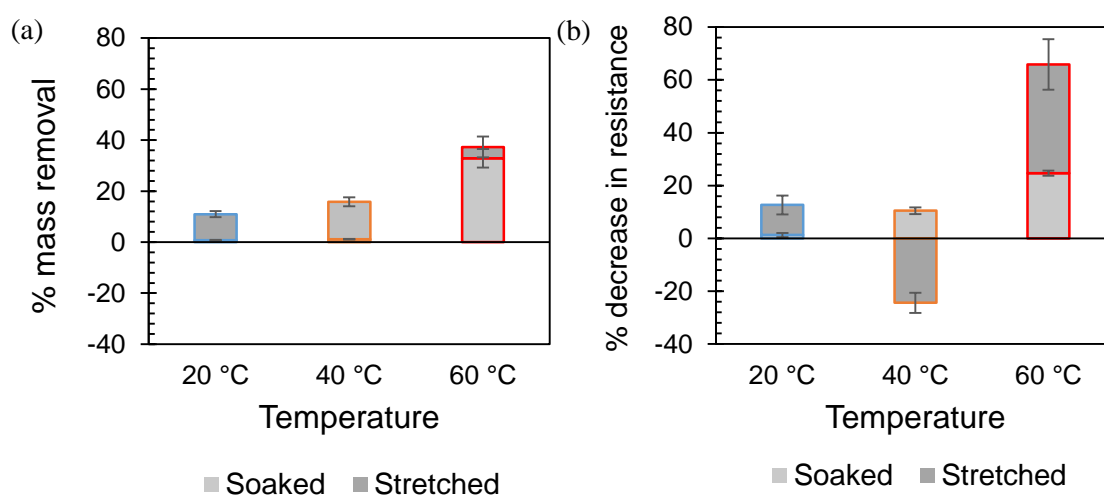 (a)
% mass removal
80
60
40
20
0
-20
-40
20 °C 40 °C 60 °C
Temperature
Soaked Stretched
(b)
% decrease in resistance
80
60
40
20
0
-20
-40
20 °C 40 °C 60 °C
Temperature
Soaked Stretched